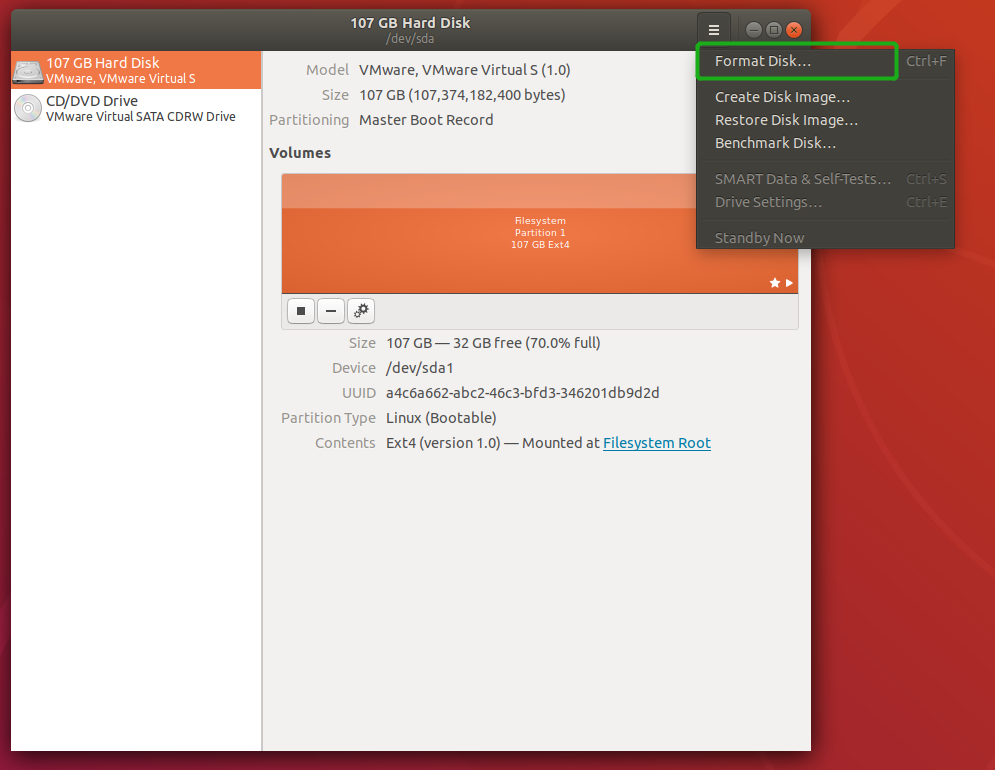 107 GB Hard Disk
/dev/sda
107 GB Hard Disk
VMware, VMware Virtual S
CD/DVD Drive
VMware Virtual SATA CDRW Drive
Model VMware, VMware Virtual S (1.0)
Size 107 GB (107,374,182,400 bytes)
Partitioning Master Boot Record
Volumes
Filesystem
Partition 1
107 GB Ext4
Size 107 GB — 32 GB free (70.0% full)
Device /dev/sda1
UUID a4c6a662-abc2-46c3-bfd3-346201db9d2d
Partition Type Linux (Bootable)
Contents Ext4 (version 1.0) — Mounted at Filesystem Root
Format Disk… Ctrl+F
Create Disk Image…
Restore Disk Image…
Benchmark Disk…
SMART Data & Self-Tests… Ctrl+S
Drive Settings… Ctrl+E
Standby Now